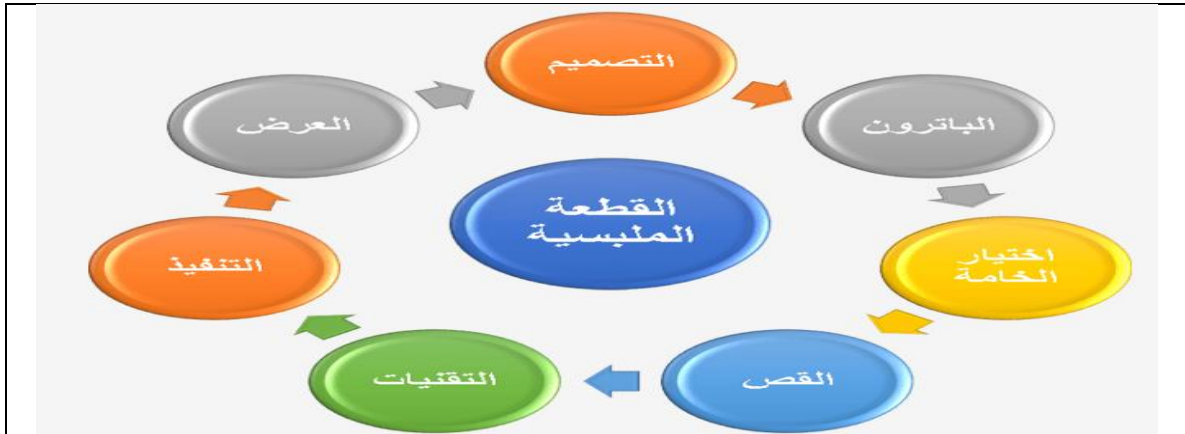 التصميم
الباترون
اختيار
الخامة
القص
التقنيات
التنفيذ
العرض
القطعة
الملبسية